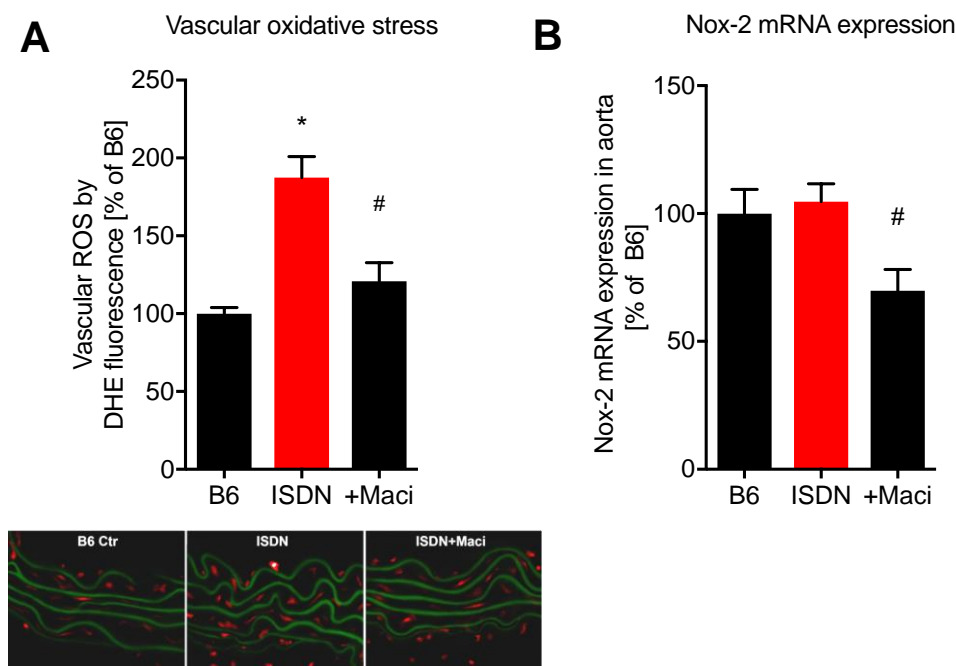 A
Vascular oxidative stress
Vascular ROS by
DHE fluorescence [% of B6]
250
200
150
100
50
0
*
#
B6 ISDN +Maci
B6 Ctr ISDN ISDN+Maci
B
Nox-2 mRNA expression
Nox-2 mRNA expression in aorta
[% of B6]
150
100
50
0
#
B6 ISDN +Maci